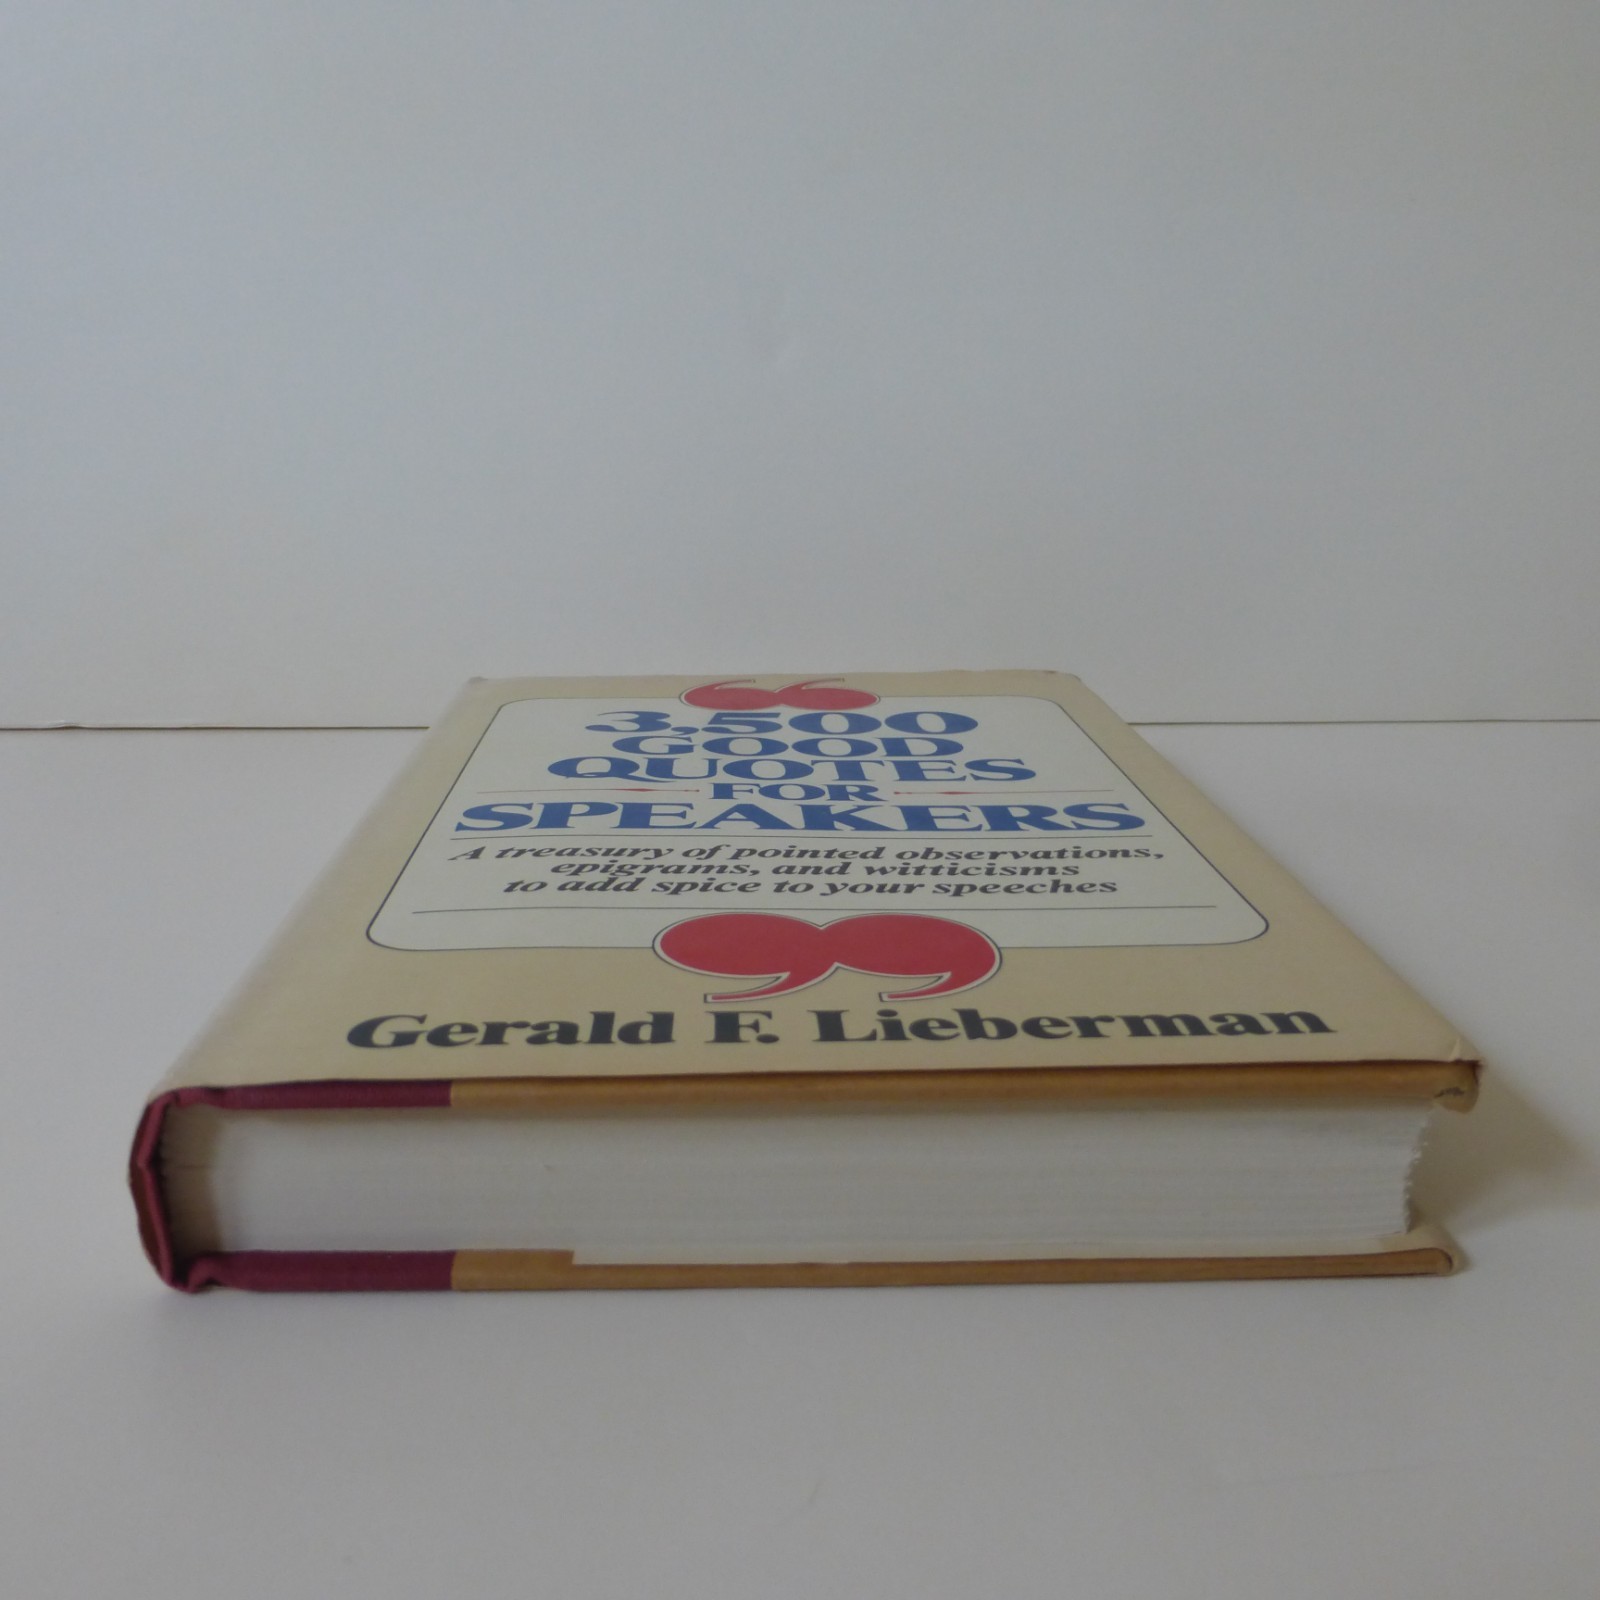 3,500
GOOD
QUOTES
FOR
SPEAKERS
A treasury of pointed observations,
epigrams, and witticisms
to add spice to your speeches
Gerald F. Lieberman